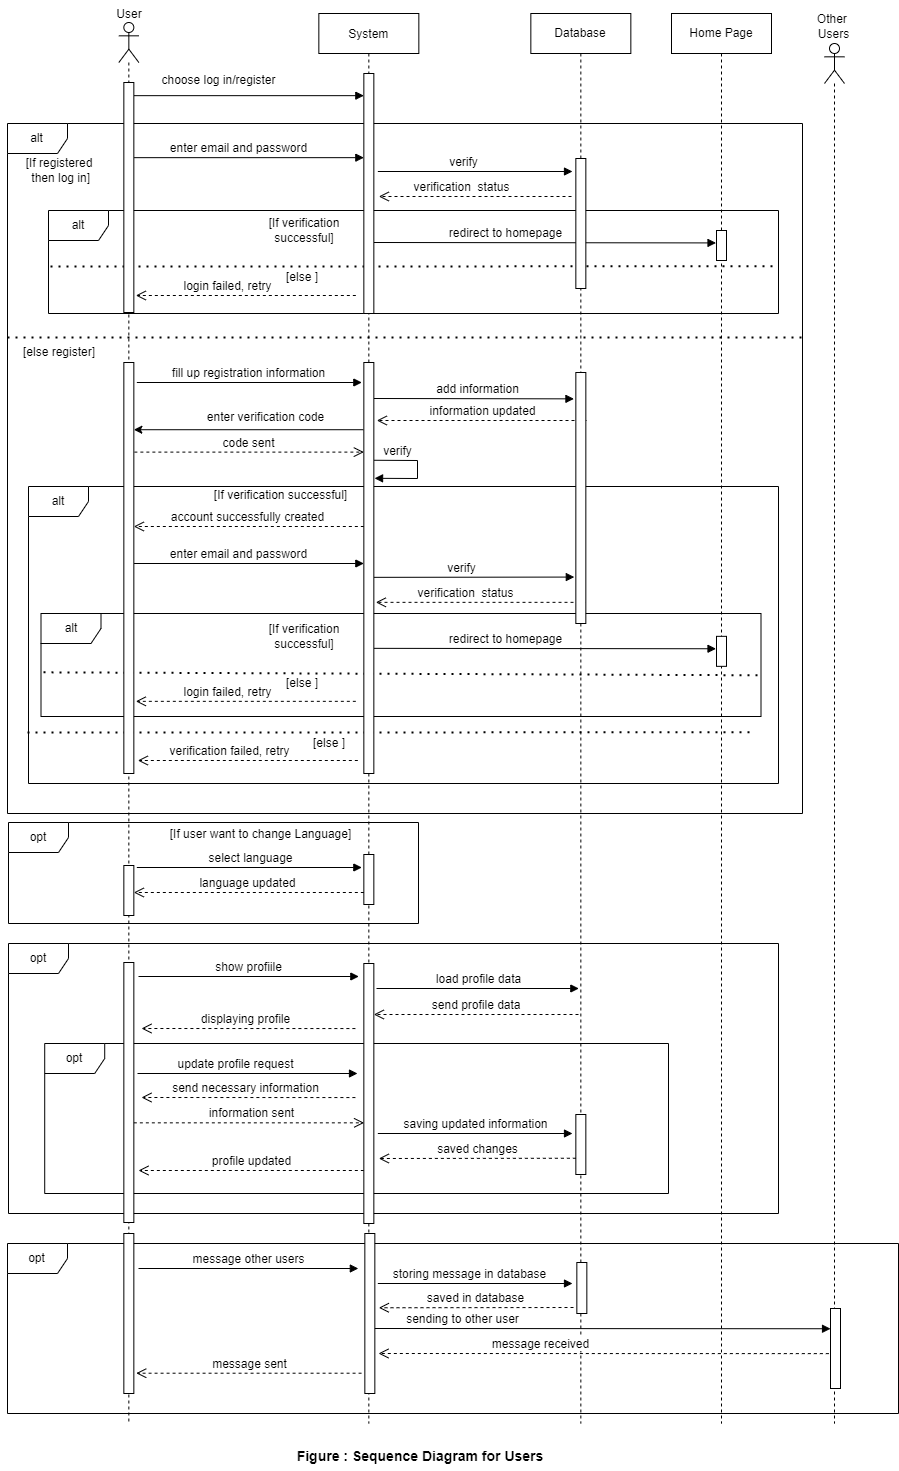 User
System
Database
Home Page
Other
Users
choose log in/register
alt
enter email and password
[If registered
then log in]
verify
verification status
alt
[If verification
successful]
redirect to homepage
[else ]
login failed, retry
[else register]
fill up registration information
add information
information updated
enter verification code
code sent
verify
alt
[If verification successful]
account successfully created
enter email and password
verify
verification status
alt
[If verification
successful]
redirect to homepage
[else ]
login failed, retry
[else ]
verification failed, retry
opt
[If user want to change Language]
select language
language updated
opt
show profiile
load profile data
send profile data
displaying profile
opt
update profile request
send necessary information
information sent
saving updated information
saved changes
profile updated
opt
message other users
storing message in database
saved in database
sending to other user
message received
message sent
Figure : Sequence Diagram for Users